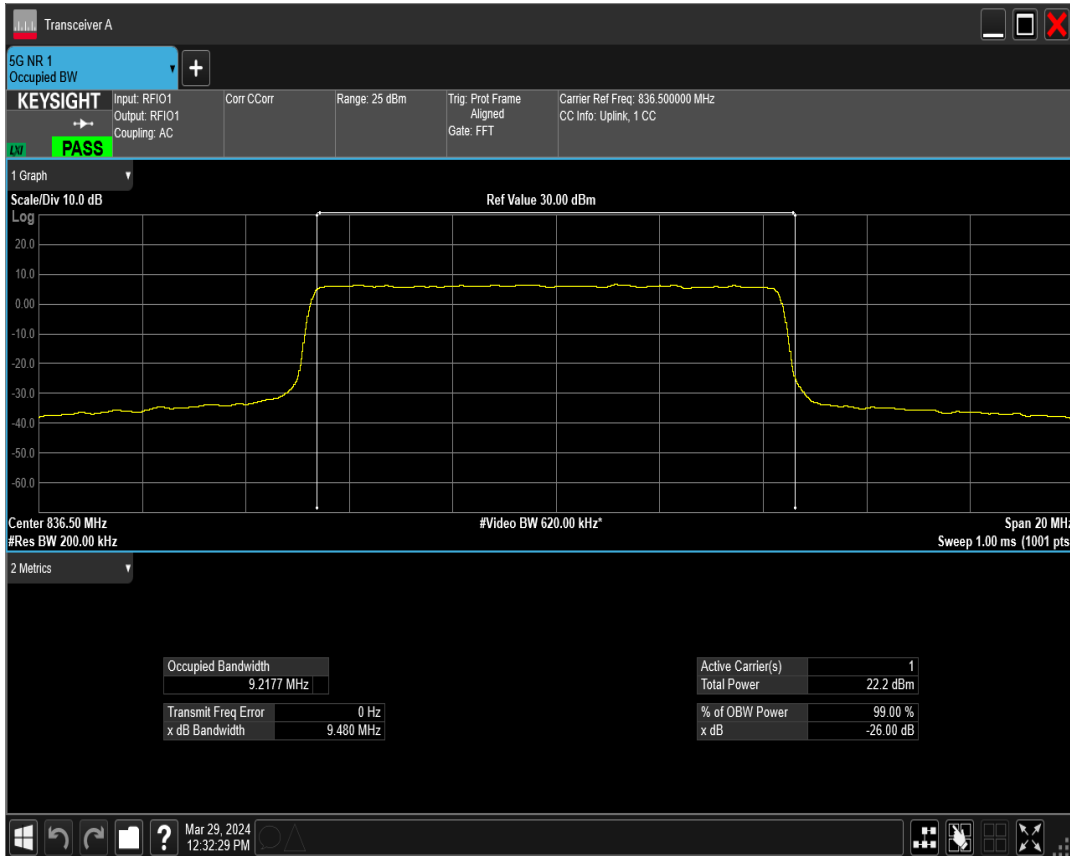 Transceiver A
5G NR 1
Occupied BW
+
KEYSIGHT
LXI
PASS
Input: RFIO1
Output: RFIO1
Coupling: AC
Corr CCorr
Range: 25 dBm
Trig: Prot Frame
Aligned
Gate: FFT
Carrier Ref Freq: 836.500000 MHz
CC Info: Uplink, 1 CC
1 Graph
Scale/Div 10.0 dB
Ref Value 30.00 dBm
Log
20.0
10.0
0.00
-10.0
-20.0
-30.0
-40.0
-50.0
-60.0
Center 836.50 MHz
#Video BW 620.00 kHz*
Span 20 MHz
#Res BW 200.00 kHz
Sweep 1.00 ms (1001 pts
2 Metrics
Occupied Bandwidth
9.2177 MHz
Transmit Freq Error 0 Hz
x dB Bandwidth 9.480 MHz
Active Carrier(s) 1
Total Power 22.2 dBm
% of OBW Power 99.00 %
x dB -26.00 dB
?
Mar 29, 2024
12:32:29 PM